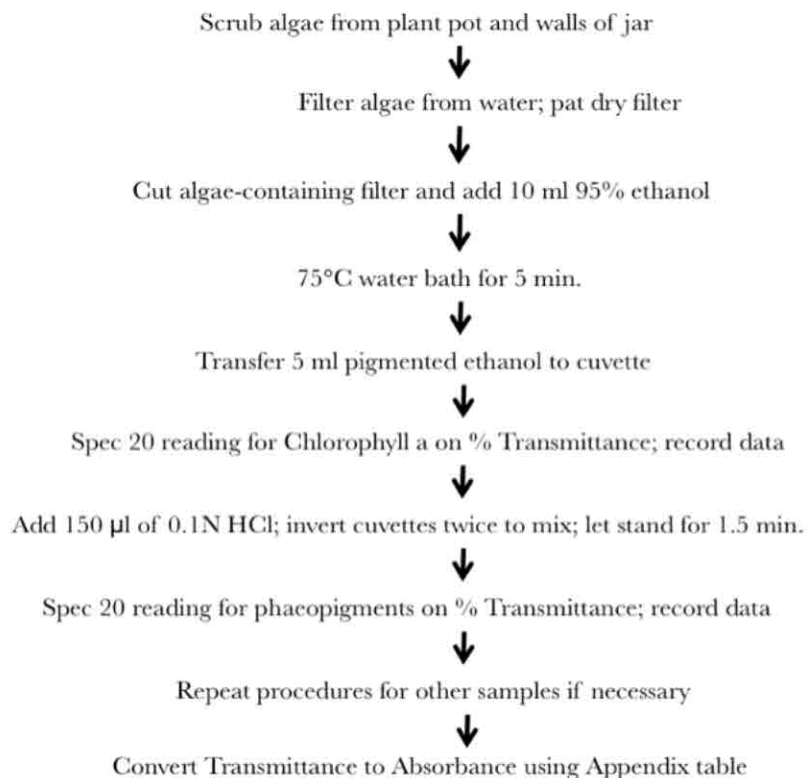 Scrub algae from plant pot and walls of jar
Filter algae from water; pat dry filter
Cut algae-containing filter and add 10 ml 95% ethanol
75°C water bath for 5 min.
Transfer 5 ml pigmented ethanol to cuvette
Spec 20 reading for Chlorophyll a on % Transmittance; record data
Add 150 µl of 0.1N HCl; invert cuvettes twice to mix; let stand for 1.5 min.
Spec 20 reading for phaeopigments on % Transmittance; record data
Repeat procedures for other samples if necessary
Convert Transmittance to Absorbance using Appendix table